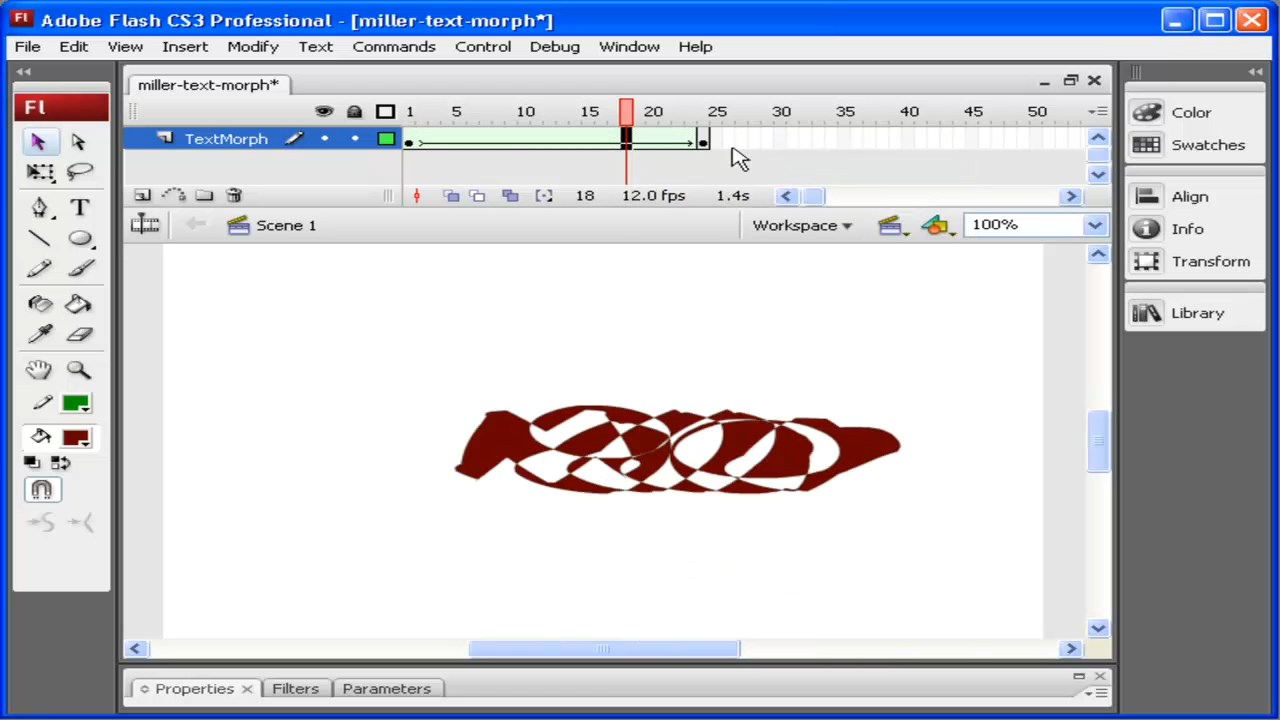 Fl Adobe Flash CS3 Professional - [miller-text-morph*]
File Edit View Insert Modify Text Commands Control Debug Window Help
miller-text-morph*
Fl
1 5 10 15 20 25 30 35 40 45 50
TextMorph
18 12.0 fps 1.4s
Scene 1 Workspace 100%
Color
Swatches
Align
Info
Transform
Library
T
Properties Filters Parameters